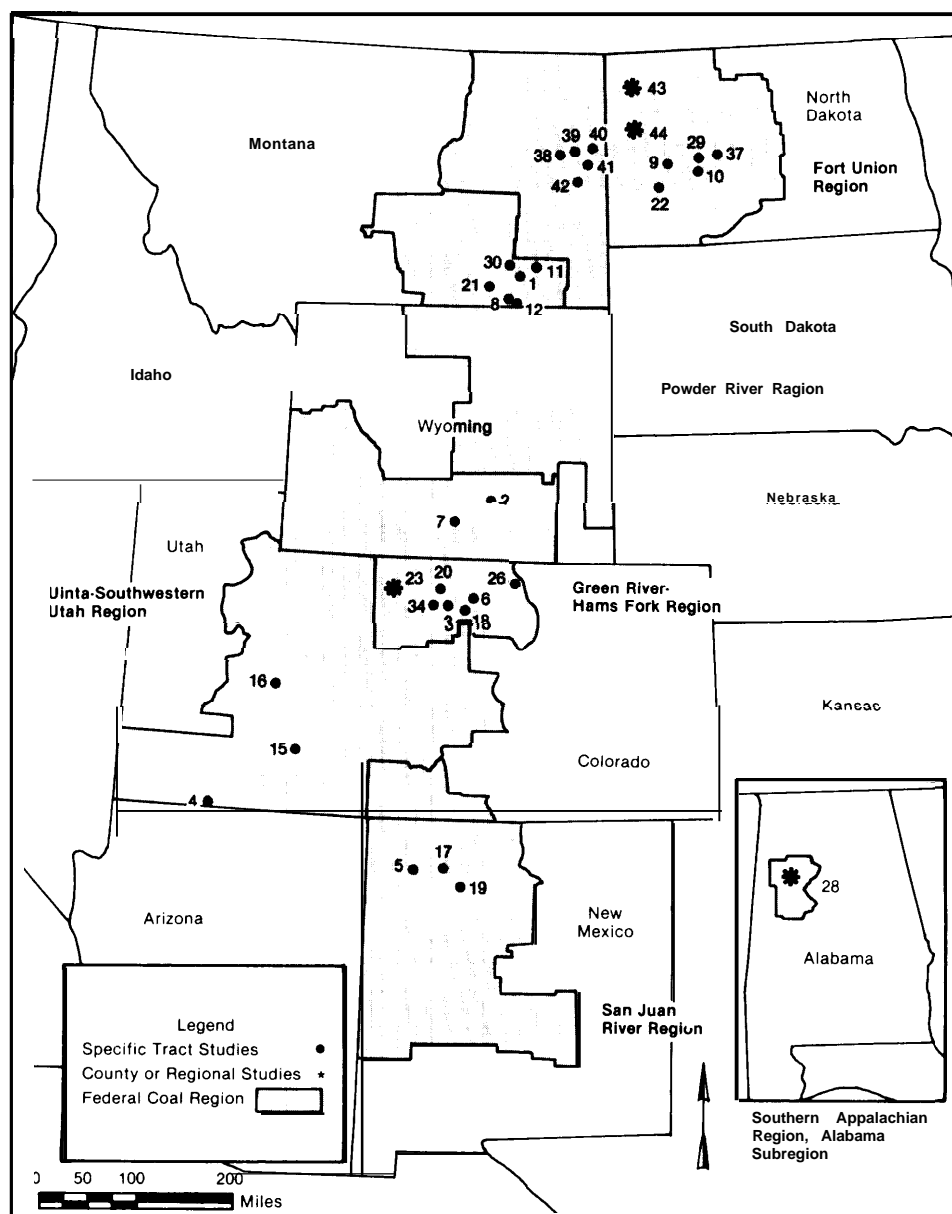 43
North
Dakota
Montana
39
40
44
38
41
29
37
9
10
Fort Union
Region
42
22
30
11
1
21
8
12
South Dakota
Idaho
Powder River Ragion
Wyoming
Nebraska
2
7
Utah
23
20
26
Green River-
Hams Fork Region
Uinta-Southwestern
Utah Region
34
6
3
18
16
Kansas
15
Colorado
4
5
17
19
28
New
Mexico
Arizona
Alabama
San Juan
River Region
Legend
Specific Tract Studies
County or Regional Studies *
Federal Coal Region
Southern Appalachian
Region, Alabama
Subregion
0 50 100 200
Miles